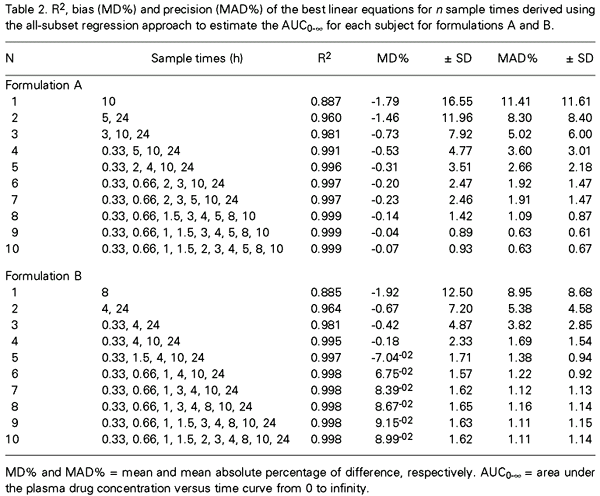 Table 2. R2, bias (MD%) and precision (MAD%) of the best linear equations for n sample times derived using
the all-subset regression approach to estimate the AUC0-∞ for each subject for formulations A and B.
N Sample times (h) R2 MD% ± SD MAD% ± SD
Formulation A
1 10 0.887 -1.79 16.55 11.41 11.61
2 5, 24 0.960 -1.46 11.96 8.30 8.40
3 3, 10, 24 0.981 -0.73 7.92 5.02 6.00
4 0.33, 5, 10, 24 0.991 -0.53 4.77 3.60 3.01
5 0.33, 2, 4, 10, 24 0.996 -0.31 3.51 2.66 2.18
6 0.33, 0.66, 2, 3, 10, 24 0.997 -0.20 2.47 1.92 1.47
7 0.33, 0.66, 2, 3, 5, 10, 24 0.997 -0.23 2.46 1.91 1.47
8 0.33, 0.66, 1.5, 3, 4, 5, 8, 10 0.999 -0.14 1.42 1.09 0.87
9 0.33, 0.66, 1, 1.5, 3, 4, 5, 8, 10 0.999 -0.04 0.89 0.63 0.61
10 0.33, 0.66, 1, 1.5, 2, 3, 4, 5, 8, 10 0.999 -0.07 0.93 0.63 0.67
Formulation B
1 8 0.885 -1.92 12.50 8.95 8.68
2 4, 24 0.964 -0.67 7.20 5.38 4.58
3 0.33, 4, 24 0.981 -0.42 4.87 3.82 2.85
4 0.33, 4, 10, 24 0.995 -0.18 2.33 1.69 1.54
5 0.33, 1.5, 4, 10, 24 0.997 -7.04-02 1.71 1.38 0.94
6 0.33, 0.66, 1, 4, 10, 24 0.998 6.75-02 1.57 1.22 0.92
7 0.33, 0.66, 1, 3, 4, 10, 24 0.998 8.39-02 1.62 1.12 1.13
8 0.33, 0.66, 1, 3, 4, 8, 10, 24 0.998 8.67-02 1.65 1.16 1.14
9 0.33, 0.66, 1, 1.5, 3, 4, 8, 10, 24 0.998 9.15-02 1.63 1.11 1.15
10 0.33, 0.66, 1, 1.5, 2, 3, 4, 8, 10, 24 0.998 8.99-02 1.62 1.11 1.14
MD% and MAD% = mean and mean absolute percentage of difference, respectively. AUC0-∞ = area under
the plasma drug concentration versus time curve from 0 to infinity.